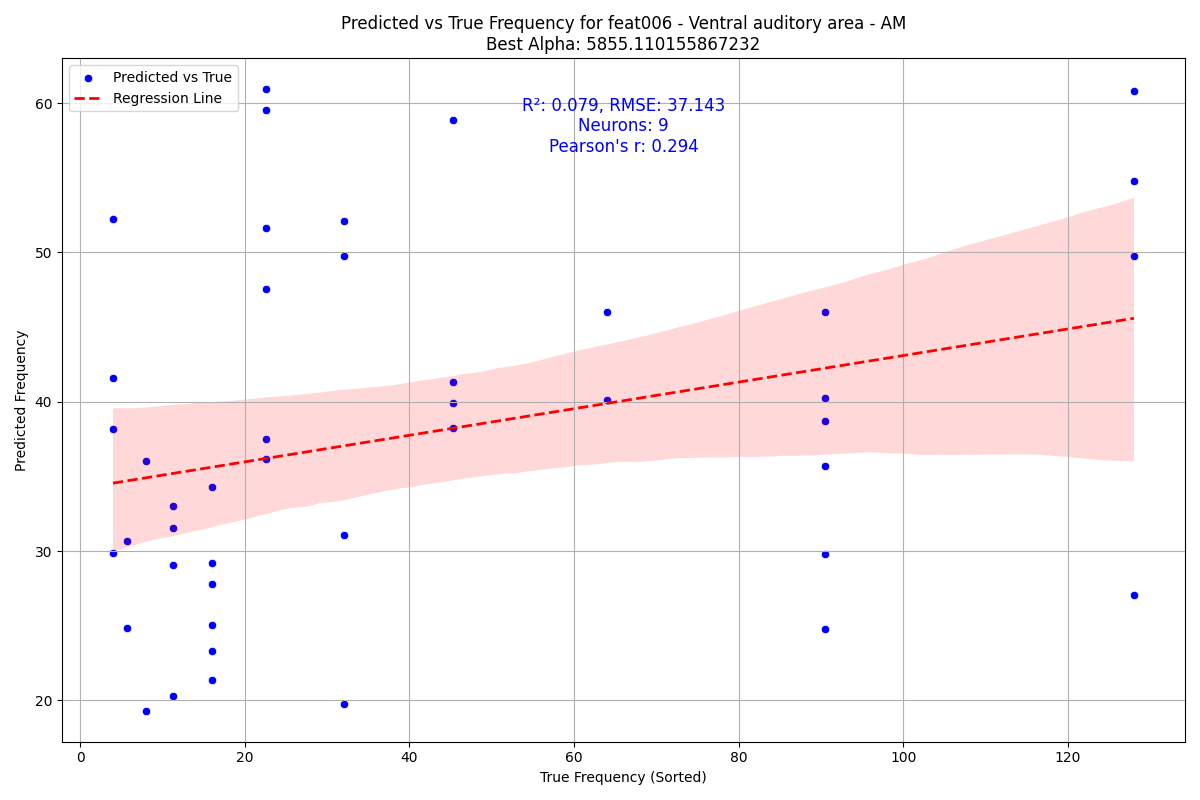 Predicted vs True Frequency for feat006 - Ventral auditory area - AM
Best Alpha: 5855.110155867232
Predicted vs True
Regression Line
R²: 0.079, RMSE: 37.143
Neurons: 9
Pearson's r: 0.294
Predicted Frequency
60
50
40
30
20
0 20 40 60 80 100 120
True Frequency (Sorted)